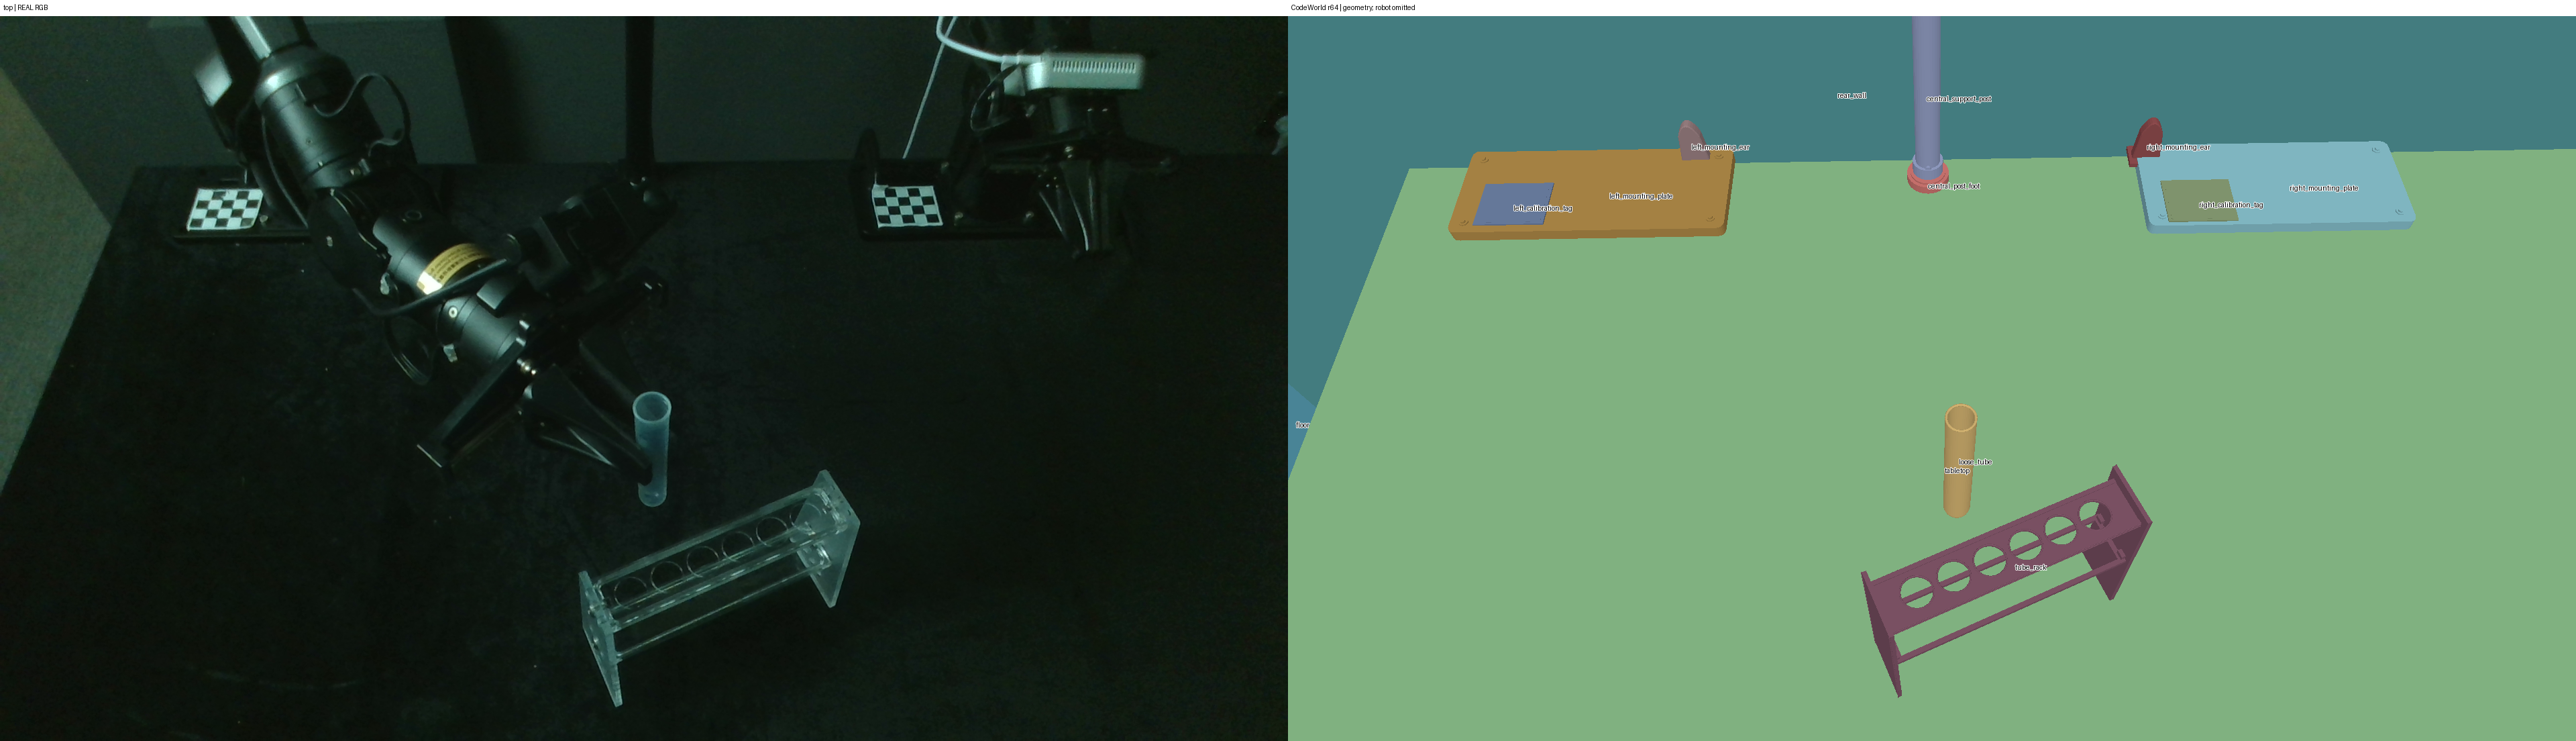 top | REAL RGB
CodeWorld r64 | geometry; robot omitted
rear_wall
central_support_post
left_mounting_ear
right_mounting_ear
central_post_foot
left_mounting_plate
right_mounting_plate
left_calibration_tag
right_calibration_tag
floor
loose_tube
tabletop
tube_rack